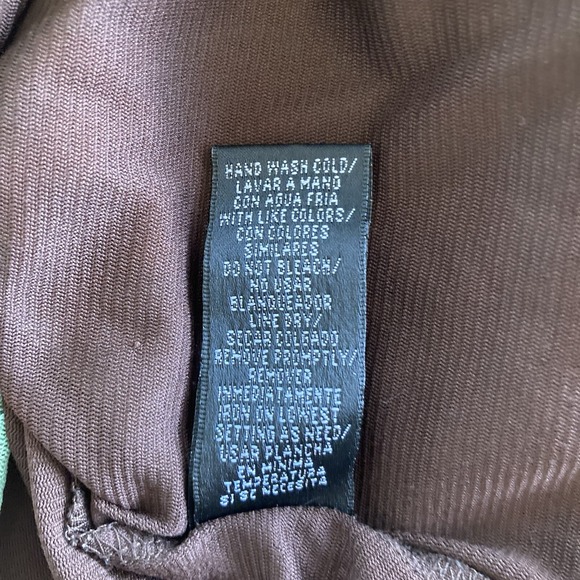 HAND WASH COLD/
LAVAR A MANO
CON AGUA FRIA
WITH LIKE COLORS/
CON COLORES
SIMILARES
DO NOT BLEACH/
NO USAR
BLANQUEADOR
LINE DRY/
SECAR COLGADO
REMOVE PROMPTLY/
REMOVER
INMEDIATAMENTE
IRON ON LOWEST
SETTING AS NEED/
USAR PLANCHA
EN MINIMA
TEMPERATURA
SI SE NECESITA